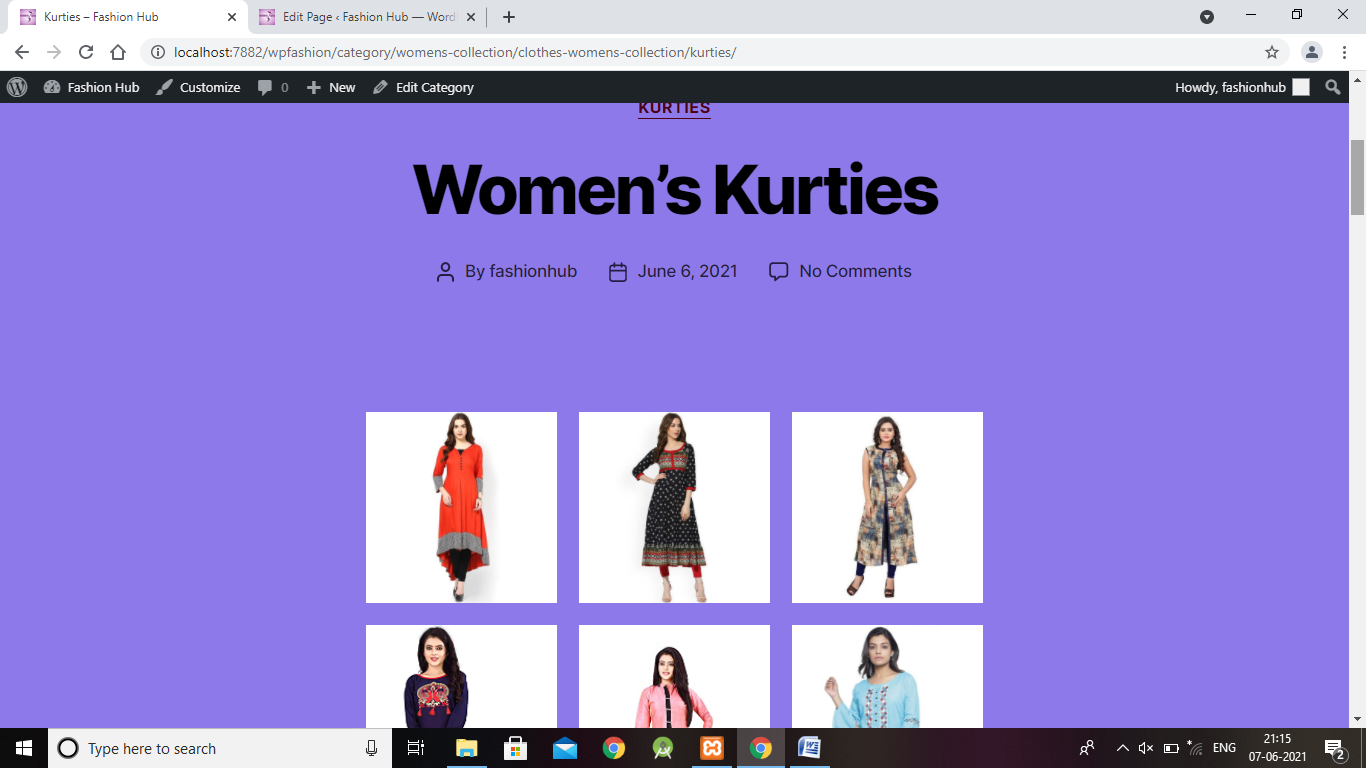 Kurties – Fashion Hub
Edit Page ‹ Fashion Hub — Word
localhost:7882/wpfashion/category/womens-collection/clothes-womens-collection/kurties/
Fashion Hub Customize 0 New Edit Category Howdy, fashionhub
KURTIES
Women’s Kurties
By fashionhub June 6, 2021 No Comments
Type here to search
ENG
21:15
07-06-2021
2